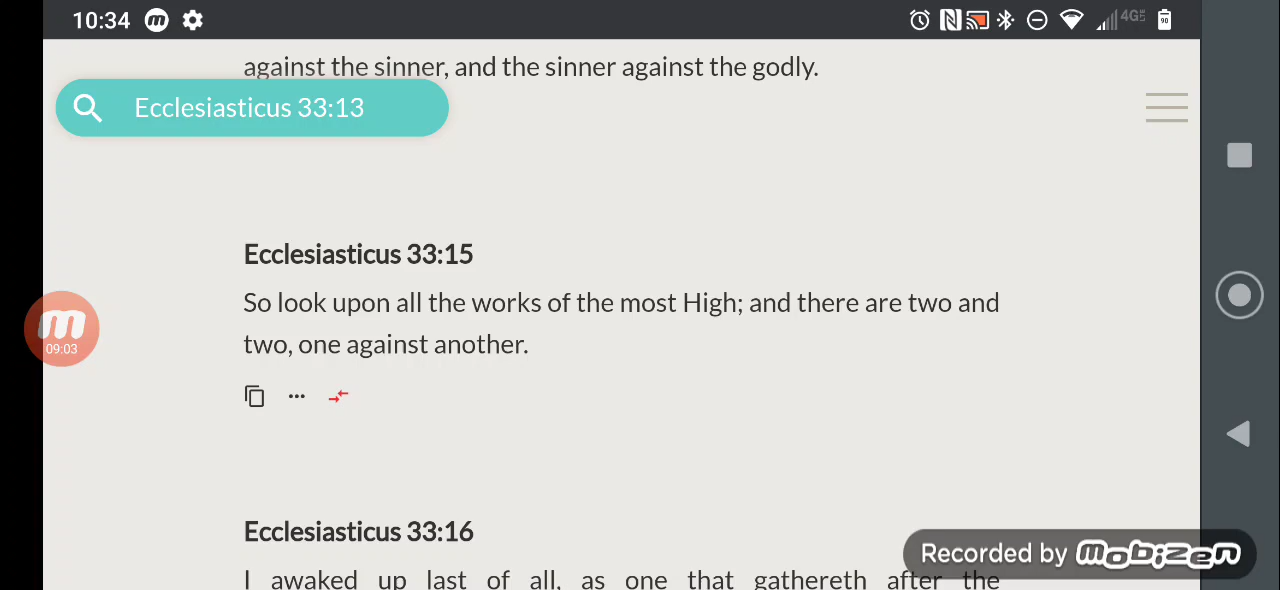 10:34
4G
90
against the sinner, and the sinner against the godly.
Ecclesiasticus 33:13
Ecclesiasticus 33:15
So look upon all the works of the most High; and there are two and
two, one against another.
09:03
Ecclesiasticus 33:16
I awaked up last of all, as one that gathereth after the
Recorded by mobizen